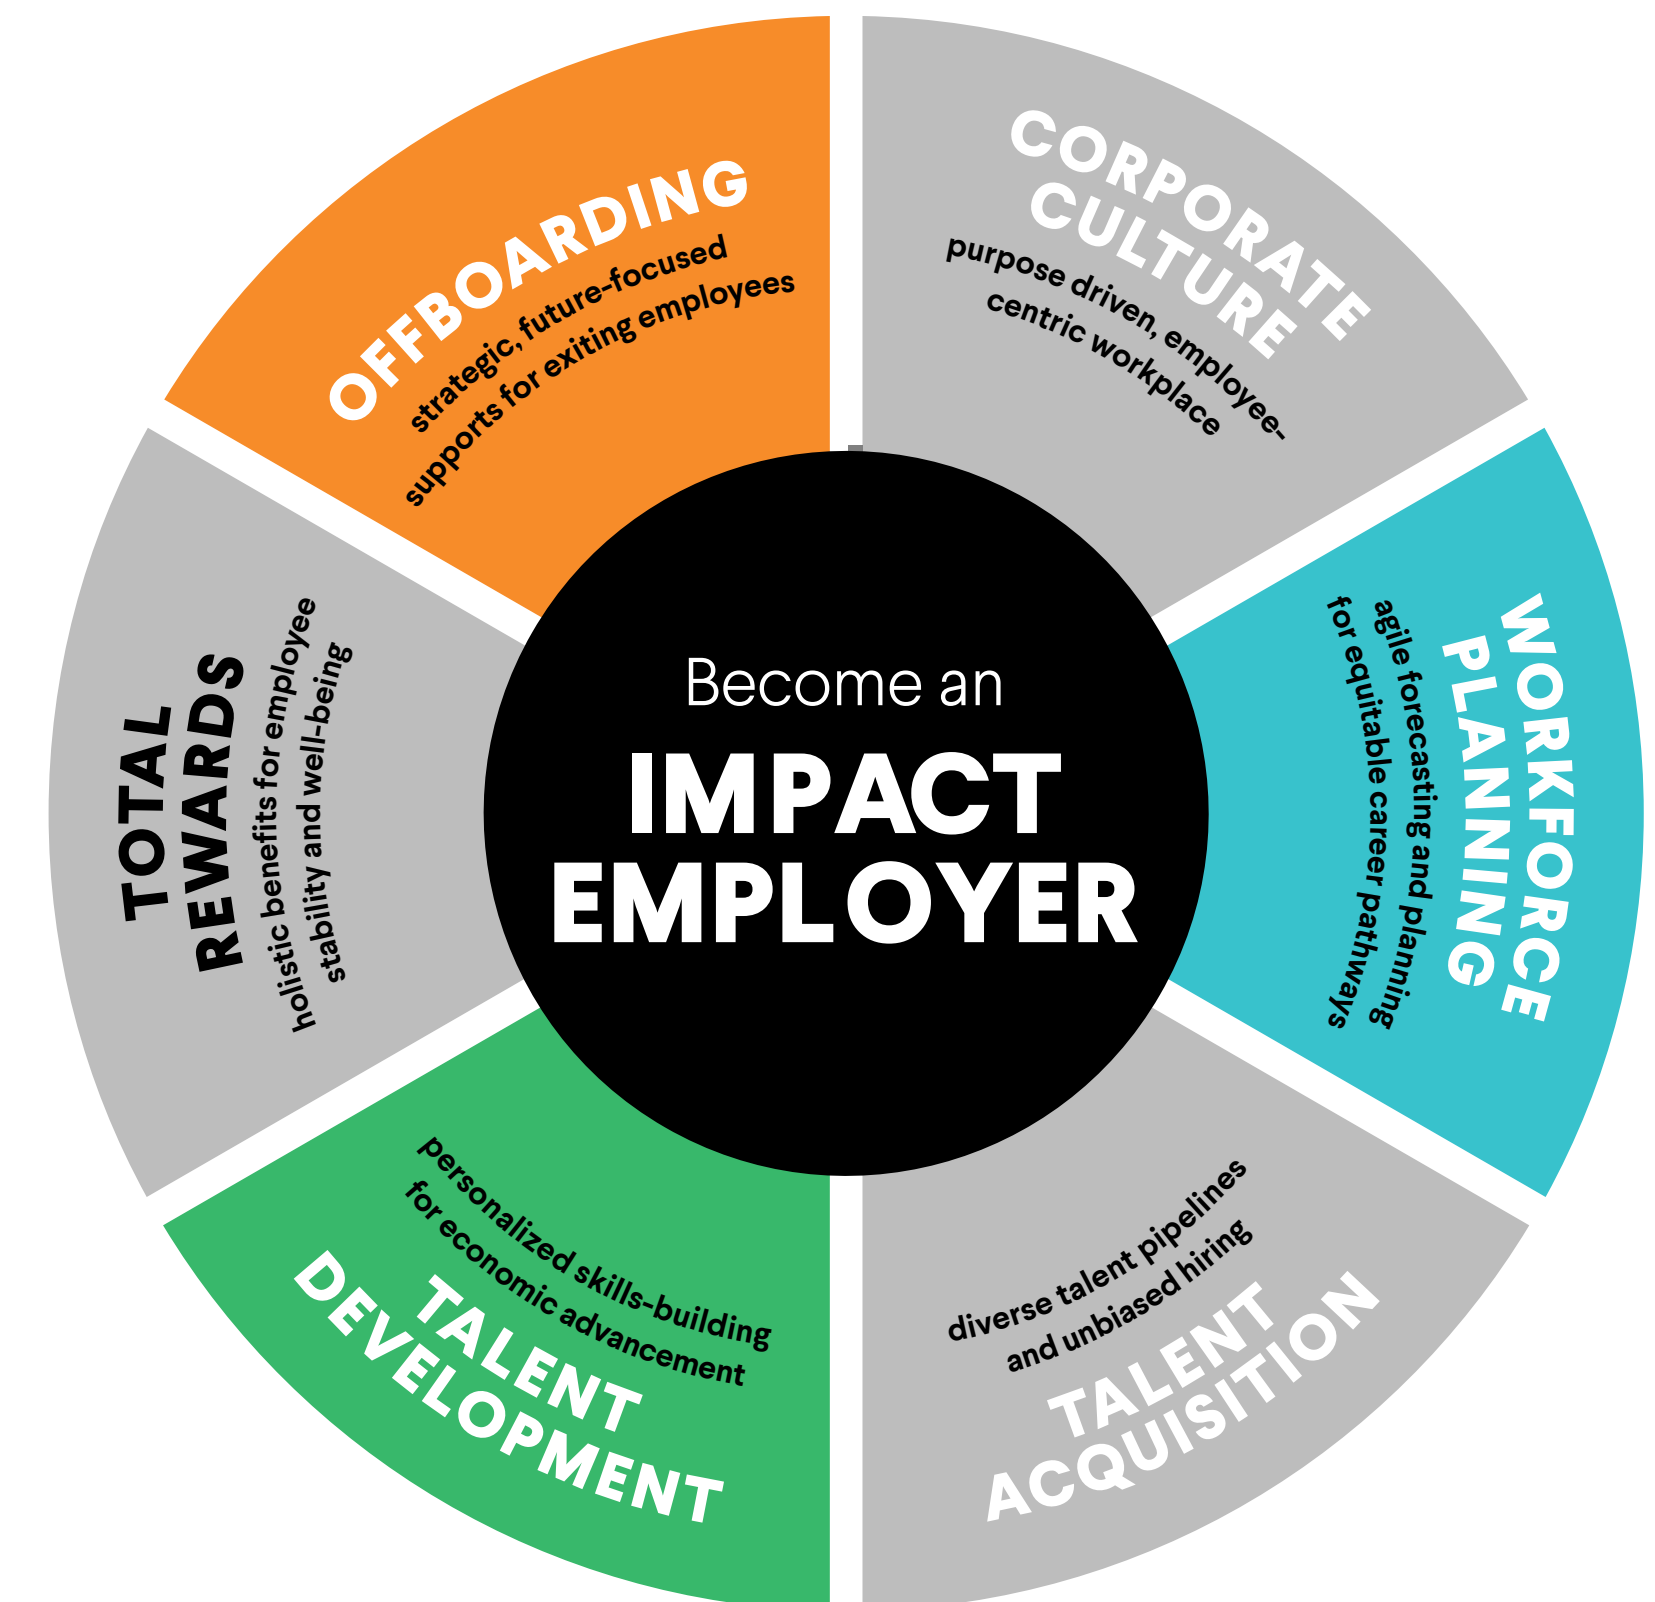 Become an
IMPACT
EMPLOYER
CORPORATE
CULTURE
purpose driven, employee-
centric workplace
WORKFORCE
PLANNING
agile forecasting and planning
for equitable career pathways
diverse talent pipelines
and unbiased hiring
TALENT
ACQUISITION
personalized skills-building
for economic advancement
TALENT
DEVELOPMENT
TOTAL
REWARDS
holistic benefits for employee
stability and well-being
OFFBOARDING
strategic, future-focused
supports for exiting employees